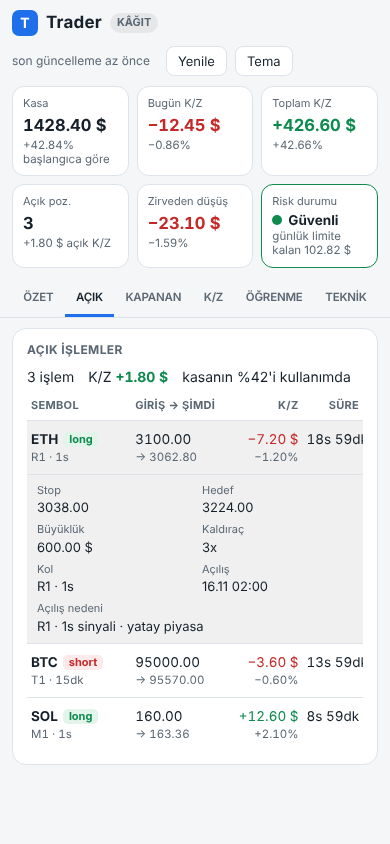 T Trader KÂĞIT
son güncelleme az önce Yenile Tema
Kasa Bugün K/Z Toplam K/Z
1428.40 $ −12.45 $ +426.60 $
+42.84% −0.86% +42.66%
başlangıca göre
Açık poz. Zirveden düşüş Risk durumu
3 −23.10 $ Güvenli
+1.80 $ açık K/Z −1.59% günlük limite
kalan 102.82 $
ÖZET AÇIK KAPANAN K/Z ÖĞRENME TEKNİK
AÇIK İŞLEMLER
3 işlem K/Z +1.80 $ kasanın %42'i kullanımda
SEMBOL GİRİŞ → ŞİMDİ K/Z SÜRE
ETH long 3100.00 −7.20 $ 18s 59d
R1 · 1s → 3062.80 −1.20%
Stop Hedef
3038.00 3224.00
Büyüklük Kaldıraç
600.00 $ 3x
Kol Açılış
R1 · 1s 16.11 02:00
Açılış nedeni
R1 · 1s sinyali · yatay piyasa
BTC short 95000.00 −3.60 $ 13s 59d
T1 · 15dk → 95570.00 −0.60%
SOL long 160.00 +12.60 $ 8s 59dk
M1 · 1s → 163.36 +2.10%